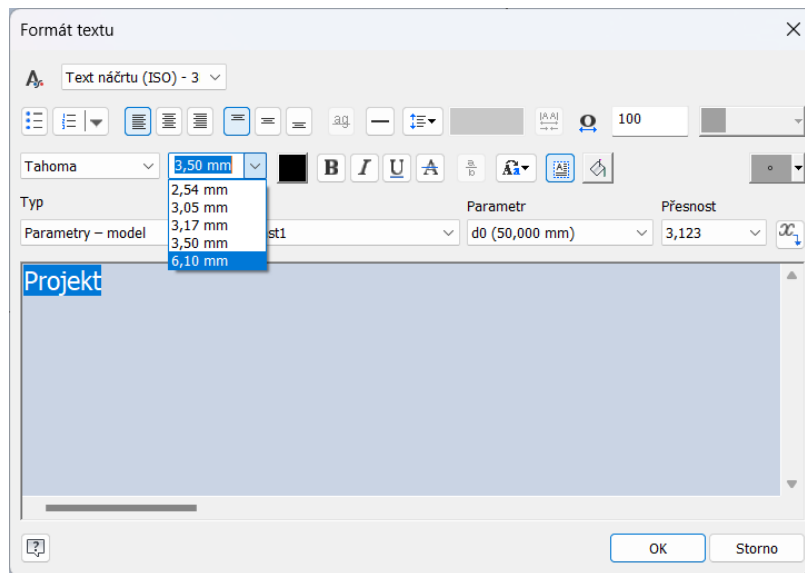 Formát textu
Text náčrtu (ISO) - 3
ag 100
Tahoma 3,50 mm B I U A
2,54 mm
3,05 mm
3,17 mm
3,50 mm
6,10 mm
Typ Parametr Přesnost
Parametry – model st1 d0 (50,000 mm) 3,123
Projekt
OK Storno